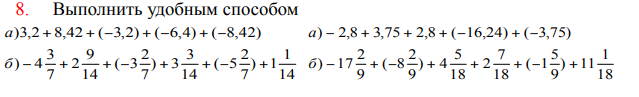 8. Выполнить удобным способом
а)3,2 + 8,42 + (−3,2) + (−6,4) + (−8,42) а) − 2,8 + 3,75 + 2,8 + (−16,24) + (−3,75)
б) − 4 3/7 + 2 9/14 + (−3 2/7) + 3 3/14 + (−5 2/7) + 1 1/14 б) − 17 2/9 + (−8 2/9) + 4 5/18 + 2 7/18 + (−1 5/9) + 11 1/18